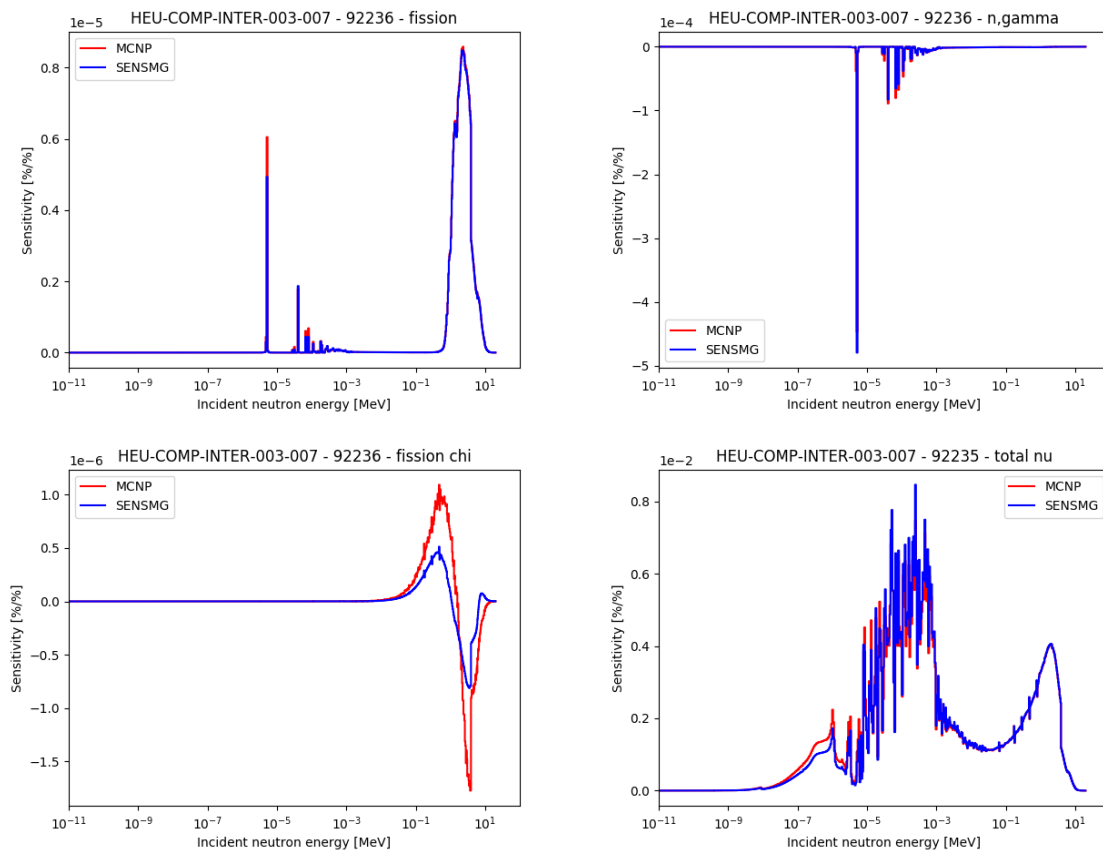 HEU-COMP-INTER-003-007 - 92236 - fission
1e−5
MCNP
SENSMG
0.8
0.6
0.4
0.2
0.0
Sensitivity [%/%]
10⁻¹¹ 10⁻⁹ 10⁻⁷ 10⁻⁵ 10⁻³ 10⁻¹ 10¹
Incident neutron energy [MeV]
HEU-COMP-INTER-003-007 - 92236 - n,gamma
1e−4
0
−1
−2
−3
−4
−5
Sensitivity [%/%]
MCNP
SENSMG
10⁻¹¹ 10⁻⁹ 10⁻⁷ 10⁻⁵ 10⁻³ 10⁻¹ 10¹
Incident neutron energy [MeV]
HEU-COMP-INTER-003-007 - 92236 - fission chi
1e−6
MCNP
SENSMG
1.0
0.5
0.0
−0.5
−1.0
−1.5
Sensitivity [%/%]
10⁻¹¹ 10⁻⁹ 10⁻⁷ 10⁻⁵ 10⁻³ 10⁻¹ 10¹
Incident neutron energy [MeV]
HEU-COMP-INTER-003-007 - 92235 - total nu
1e−2
MCNP
SENSMG
0.8
0.6
0.4
0.2
0.0
Sensitivity [%/%]
10⁻¹¹ 10⁻⁹ 10⁻⁷ 10⁻⁵ 10⁻³ 10⁻¹ 10¹
Incident neutron energy [MeV]